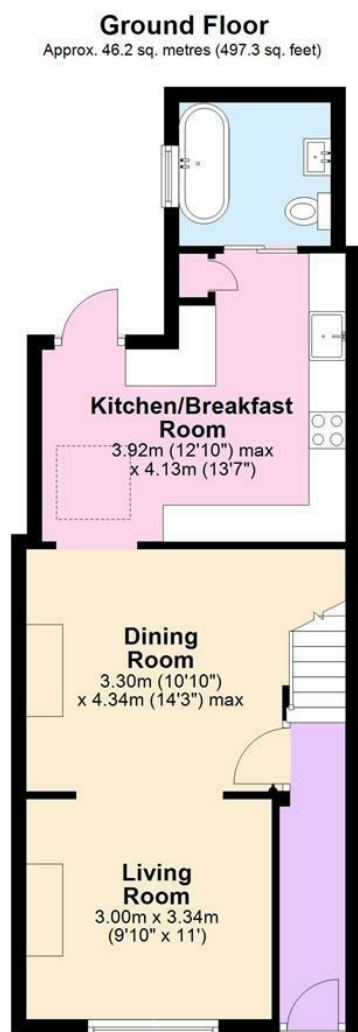 Ground Floor
Approx. 46.2 sq. metres (497.3 sq. feet)
Kitchen/Breakfast
Room
3.92m (12'10") max
x 4.13m (13'7")
Dining
Room
3.30m (10'10")
x 4.34m (14'3") max
Living
Room
3.00m x 3.34m
(9'10" x 11')